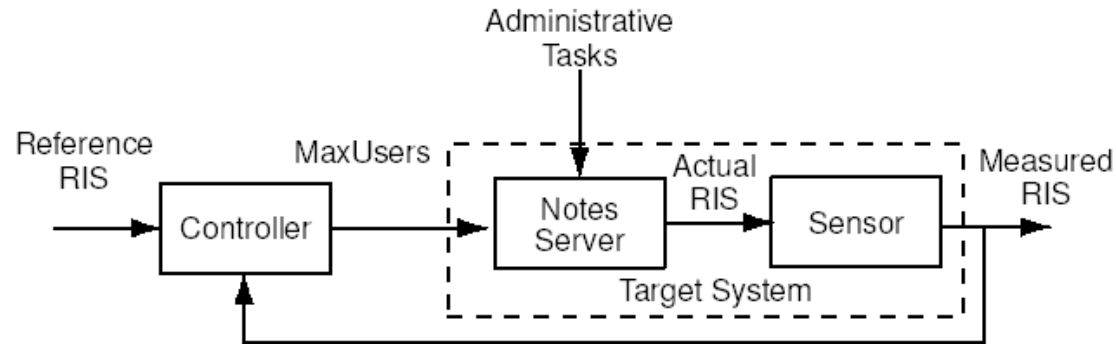 Administrative
Tasks
Reference
RIS
MaxUsers
Controller
Notes
Server
Actual
RIS
Sensor
Measured
RIS
Target System